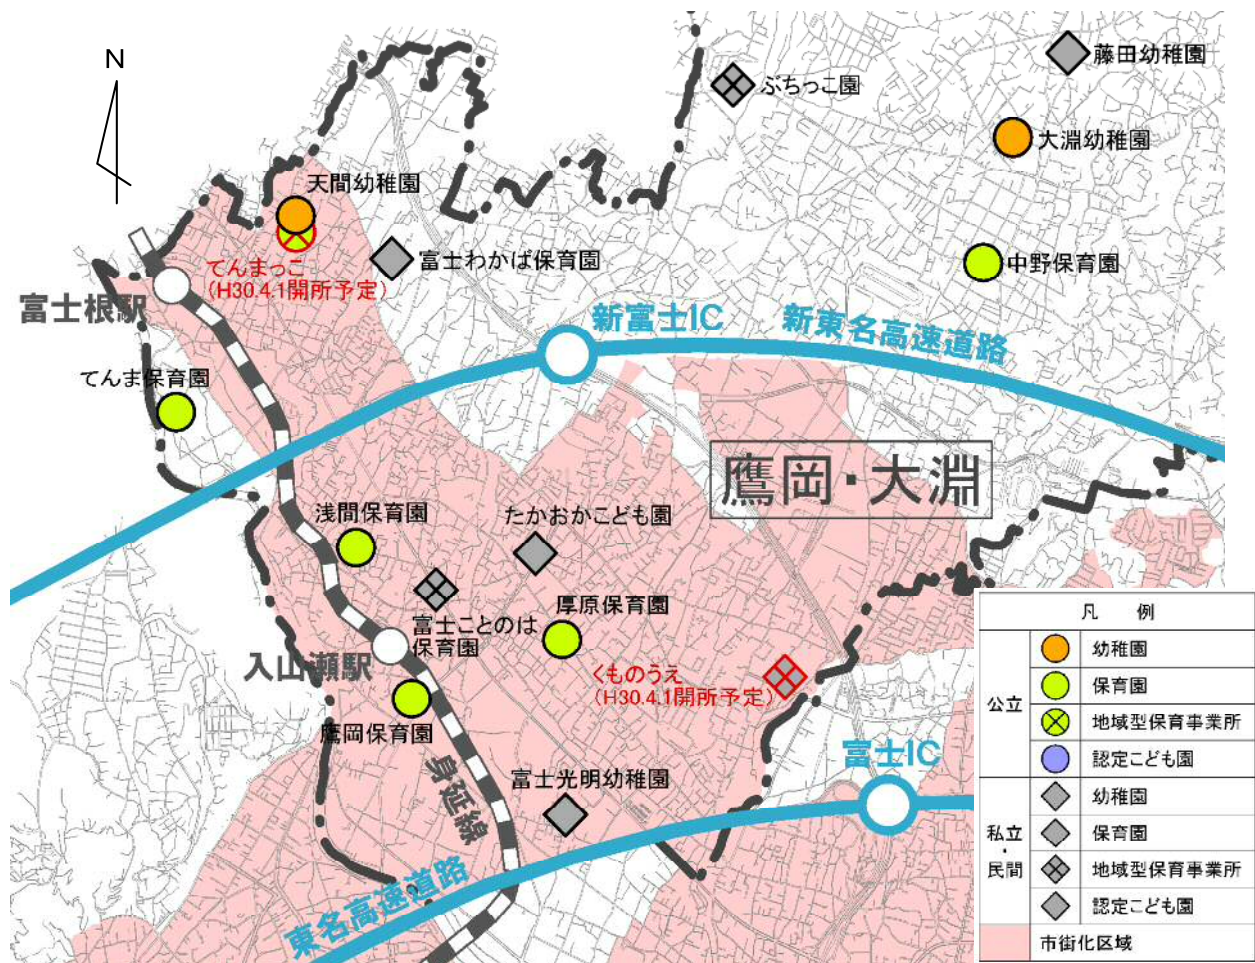 N
藤田幼稚園
ぶちっこ園
大淵幼稚園
天間幼稚園
てんまっこ
(H30.4.1開所予定)
富士わかば保育園
中野保育園
富士根駅
新富士IC
新東名高速道路
てんま保育園
鷹岡・大淵
浅間保育園
たかおかこども園
富士ことのは
保育園
厚原保育園
入山瀬駅
くものうえ
(H30.4.1開所予定)
鷹岡保育園
身延線
富士光明幼稚園
富士IC
東名高速道路
凡 例
公立
幼稚園
保育園
地域型保育事業所
認定こども園
私立・民間
幼稚園
保育園
地域型保育事業所
認定こども園
市街化区域